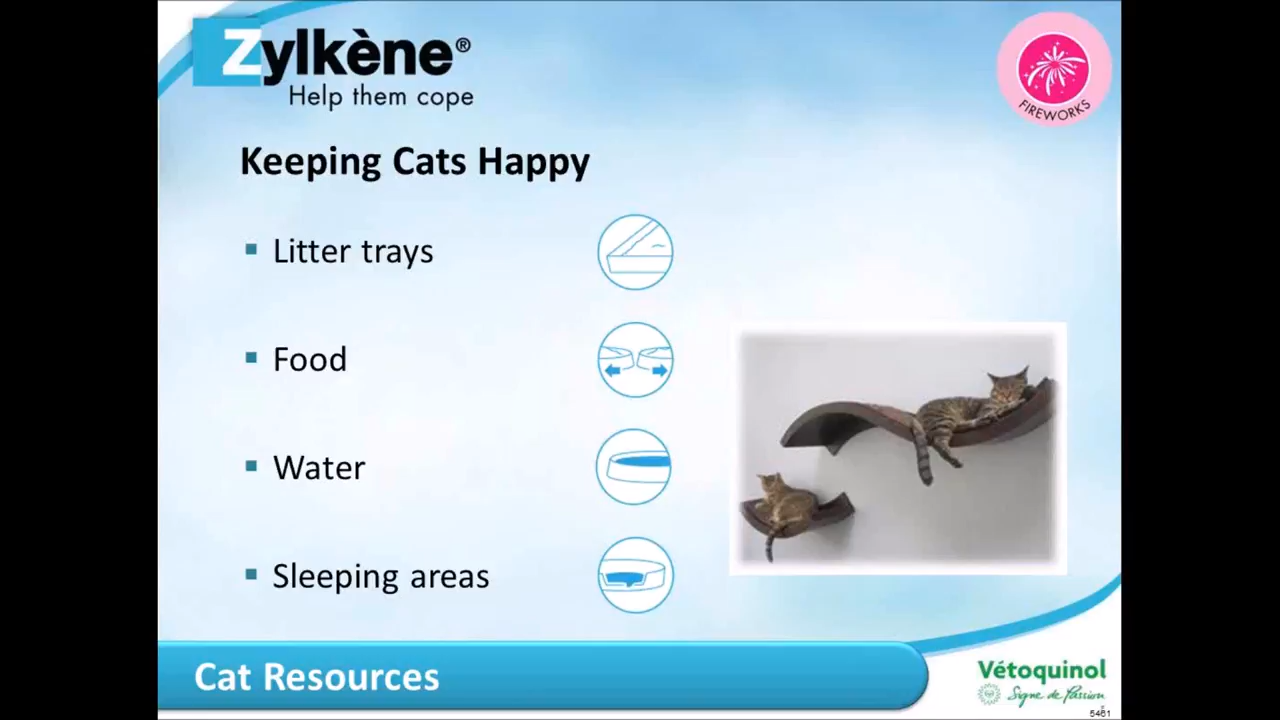 Zylkène®
Help them cope
FIREWORKS
Keeping Cats Happy
Litter trays
Food
Water
Sleeping areas
Cat Resources
Vétoquinol
Signe de Passion
5461